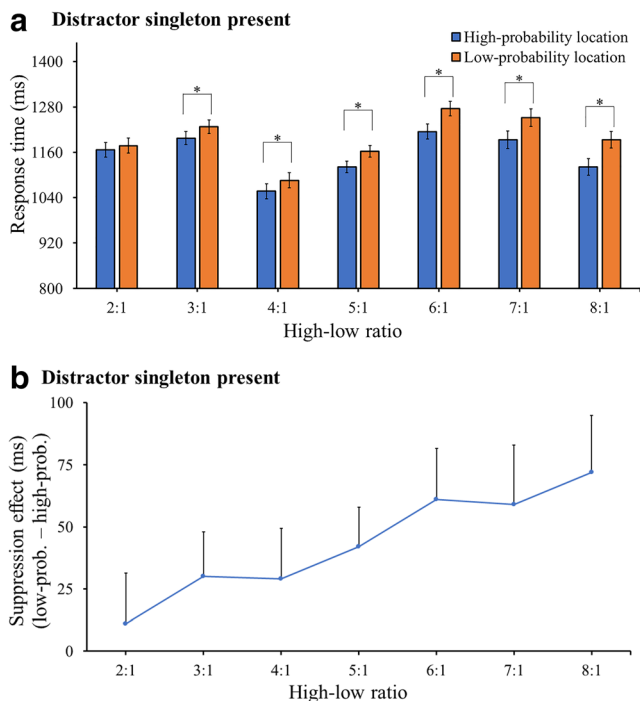 a Distractor singleton present
High-probability location
Low-probability location
Response time (ms)
1400
1280
1160
1040
920
800
* * * * * *
2:1 3:1 4:1 5:1 6:1 7:1 8:1
High-low ratio
b Distractor singleton present
Suppression effect (ms)
(low-prob. – high-prob.)
100
75
50
25
0
2:1 3:1 4:1 5:1 6:1 7:1 8:1
High-low ratio